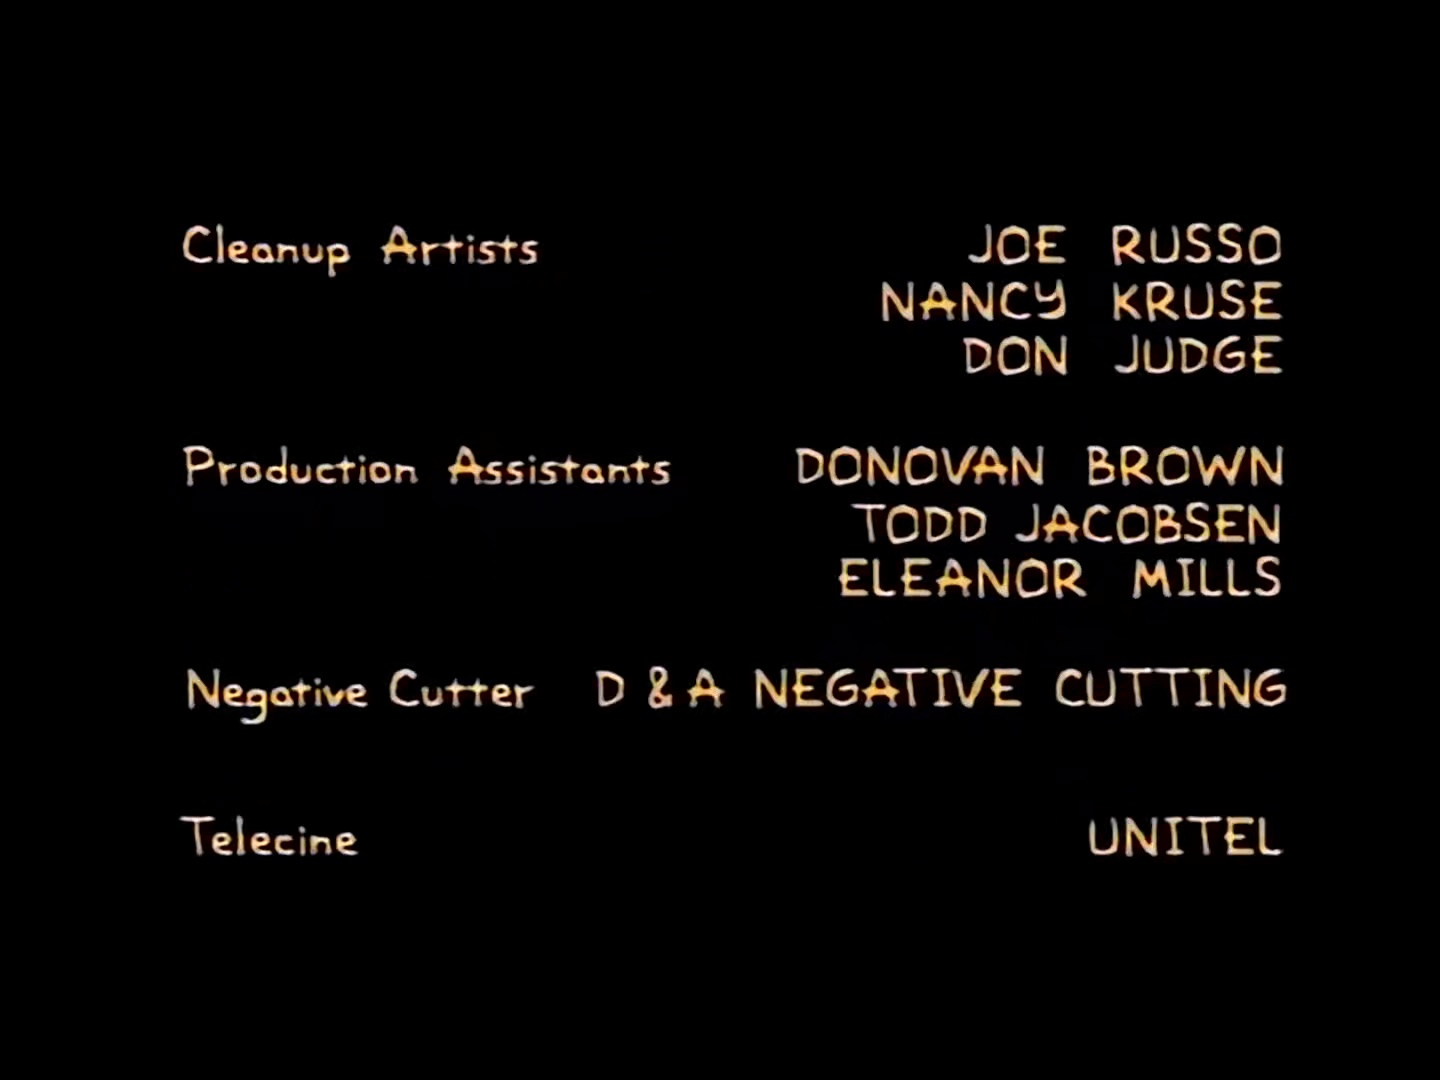 Cleanup Artists JOE RUSSO
NANCY KRUSE
DON JUDGE
Production Assistants DONOVAN BROWN
TODD JACOBSEN
ELEANOR MILLS
Negative Cutter D & A NEGATIVE CUTTING
Telecine UNITEL